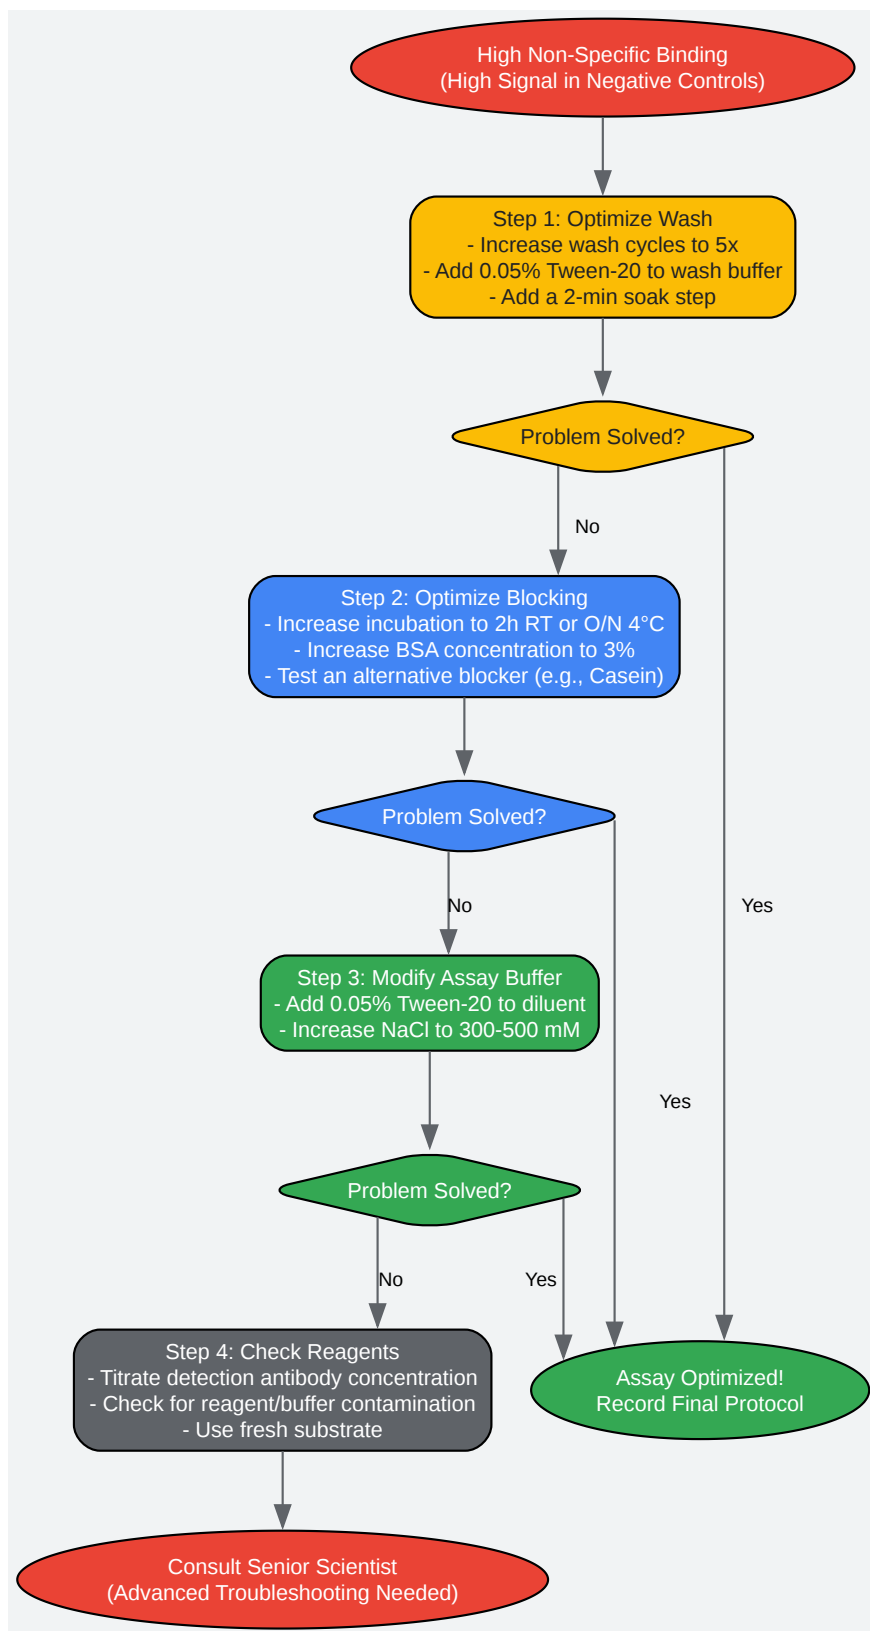 High Non-Specific Binding
(High Signal in Negative Controls)
Step 1: Optimize Wash
- Increase wash cycles to 5x
- Add 0.05% Tween-20 to wash buffer
- Add a 2-min soak step
Problem Solved?
No
Step 2: Optimize Blocking
- Increase incubation to 2h RT or O/N 4°C
- Increase BSA concentration to 3%
- Test an alternative blocker (e.g., Casein)
Problem Solved?
No
Yes
Step 3: Modify Assay Buffer
- Add 0.05% Tween-20 to diluent
- Increase NaCl to 300-500 mM
Yes
Problem Solved?
No
Yes
Step 4: Check Reagents
- Titrate detection antibody concentration
- Check for reagent/buffer contamination
- Use fresh substrate
Assay Optimized!
Record Final Protocol
Consult Senior Scientist
(Advanced Troubleshooting Needed)